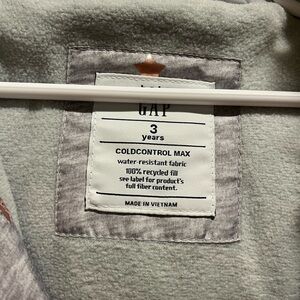 GAP
3
years
COLDCONTROL MAX
water-resistant fabric
100% recycled fill
see label for product's
full fiber content.
MADE IN VIETNAM